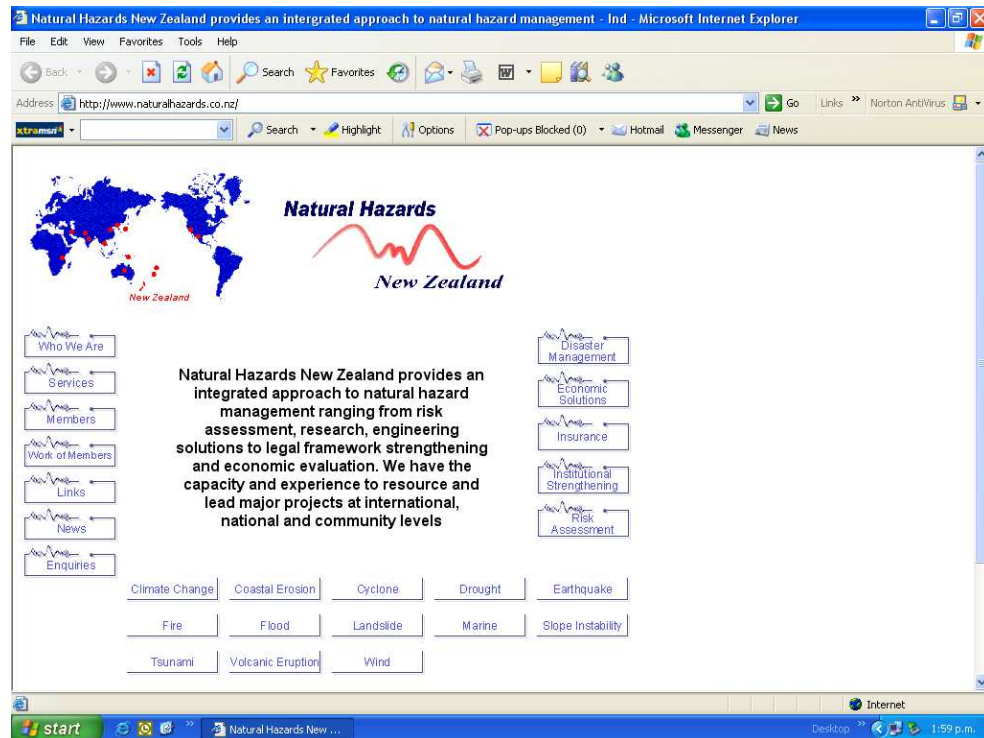 Natural Hazards New Zealand provides an intergrated approach to natural hazard management - Ind - Microsoft Internet Explorer
File Edit View Favorites Tools Help
Back Search Favorites
Address http://www.naturalhazards.co.nz/ Go Links » Norton AntiVirus
xtramsn Search Highlight Options Pop-ups Blocked (0) Hotmail Messenger News
Natural Hazards
New Zealand
New Zealand
Who We Are
Services
Members
Work of Members
Links
News
Enquiries
Natural Hazards New Zealand provides an
integrated approach to natural hazard
management ranging from risk
assessment, research, engineering
solutions to legal framework strengthening
and economic evaluation. We have the
capacity and experience to resource and
lead major projects at international,
national and community levels
Disaster
Management
Economic
Solutions
Insurance
Institutional
Strengthening
Risk
Assessment
Climate Change Coastal Erosion Cyclone Drought Earthquake
Fire Flood Landslide Marine Slope Instability
Tsunami Volcanic Eruption Wind
Internet
start » Natural Hazards New ... Desktop » 1:59 p.m.